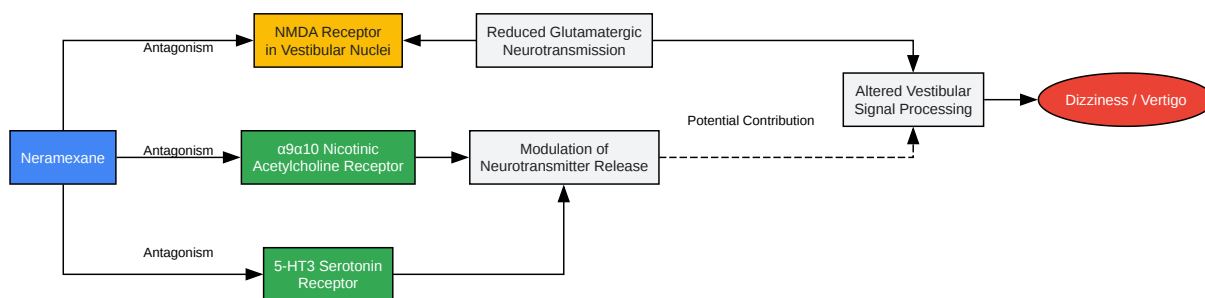 NMDA Receptor
in Vestibular Nuclei
Reduced Glutamatergic
Neurotransmission
Antagonism
Altered Vestibular
Signal Processing
Dizziness / Vertigo
Potential Contribution
Neramexane
Antagonism
α9α10 Nicotinic
Acetylcholine Receptor
Modulation of
Neurotransmitter Release
Antagonism
5-HT3 Serotonin
Receptor